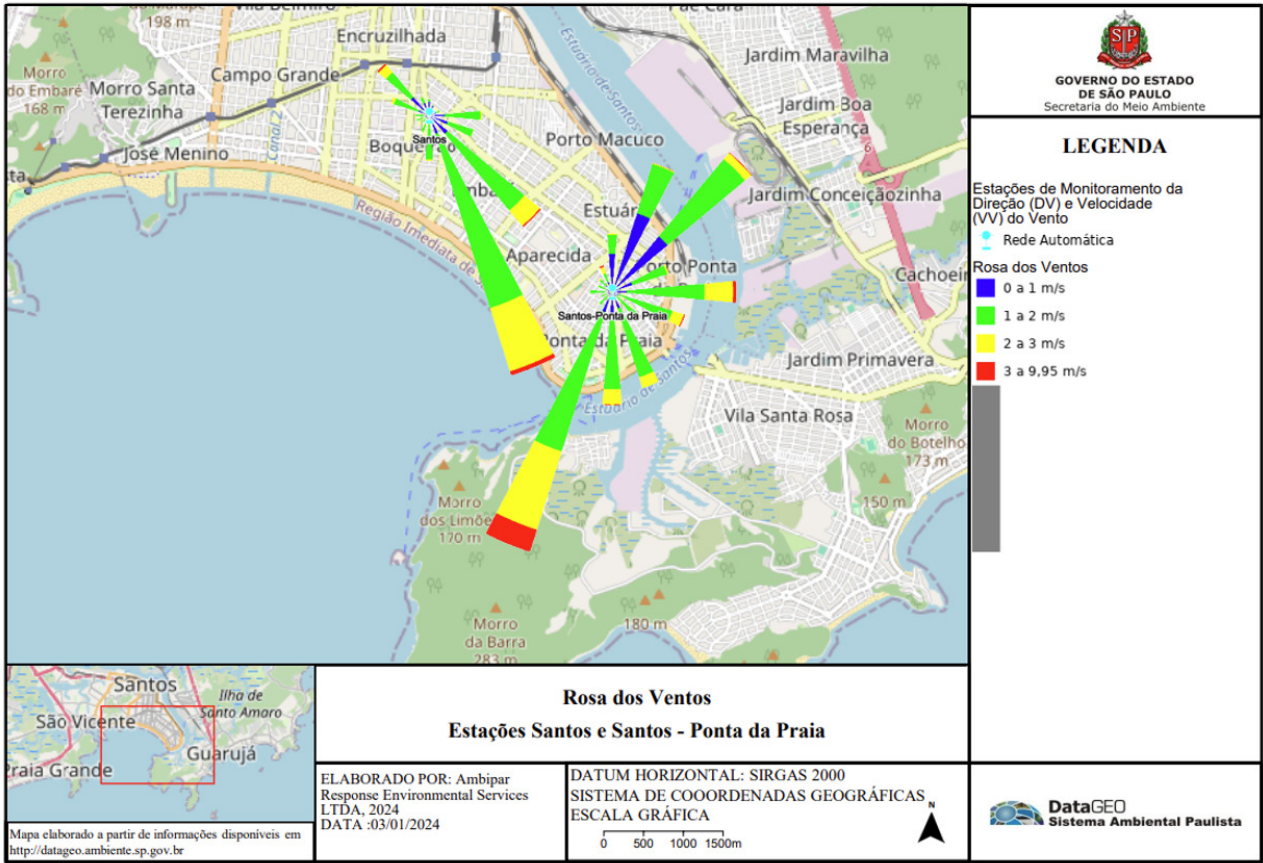 198 m
Encruzilhada
Jardim Maravilha
Morro
do Embaré
168 m
Campo Grande
Morro Santa
Terezinha
Canal 2
José Menino
Santos
Boqueirão
Estuário de Santos
Porto Macuco
Jardim Boa
Esperança
Jardim Conceiçãozinha
Região Imediata de
Estuár
Aparecida
Porto Ponta
Cachoeir
Santos-Ponta da Praia
Ponta da Praia
Estuário de Santos
Jardim Primavera
Vila Santa Rosa
Morro
do Botelho
173 m
150 m
Morro
dos Limõe
170 m
180 m
Morro
da Barra
283 m
GOVERNO DO ESTADO
DE SÃO PAULO
Secretaria do Meio Ambiente
LEGENDA
Estações de Monitoramento da
Direção (DV) e Velocidade
(VV) do Vento
Rede Automática
Rosa dos Ventos
0 a 1 m/s
1 a 2 m/s
2 a 3 m/s
3 a 9,95 m/s
Santos
São Vicente
Ilha de
Santo Amaro
Guarujá
Praia Grande
Mapa elaborado a partir de informações disponíveis em
http://datageo.ambiente.sp.gov.br
Rosa dos Ventos
Estações Santos e Santos - Ponta da Praia
ELABORADO POR: Ambipar
Response Environmental Services
LTDA, 2024
DATA :03/01/2024
DATUM HORIZONTAL: SIRGAS 2000
SISTEMA DE COOORDENADAS GEOGRÁFICAS
ESCALA GRÁFICA
0 500 1000 1500m
N
DataGEO
Sistema Ambiental Paulista